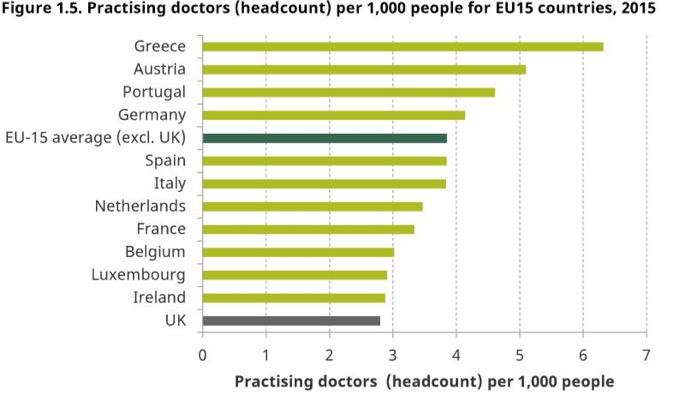 Figure 1.5. Practising doctors (headcount) per 1,000 people for EU15 countries, 2015
Greece
Austria
Portugal
Germany
EU-15 average (excl. UK)
Spain
Italy
Netherlands
France
Belgium
Luxembourg
Ireland
UK
0 1 2 3 4 5 6 7
Practising doctors (headcount) per 1,000 people